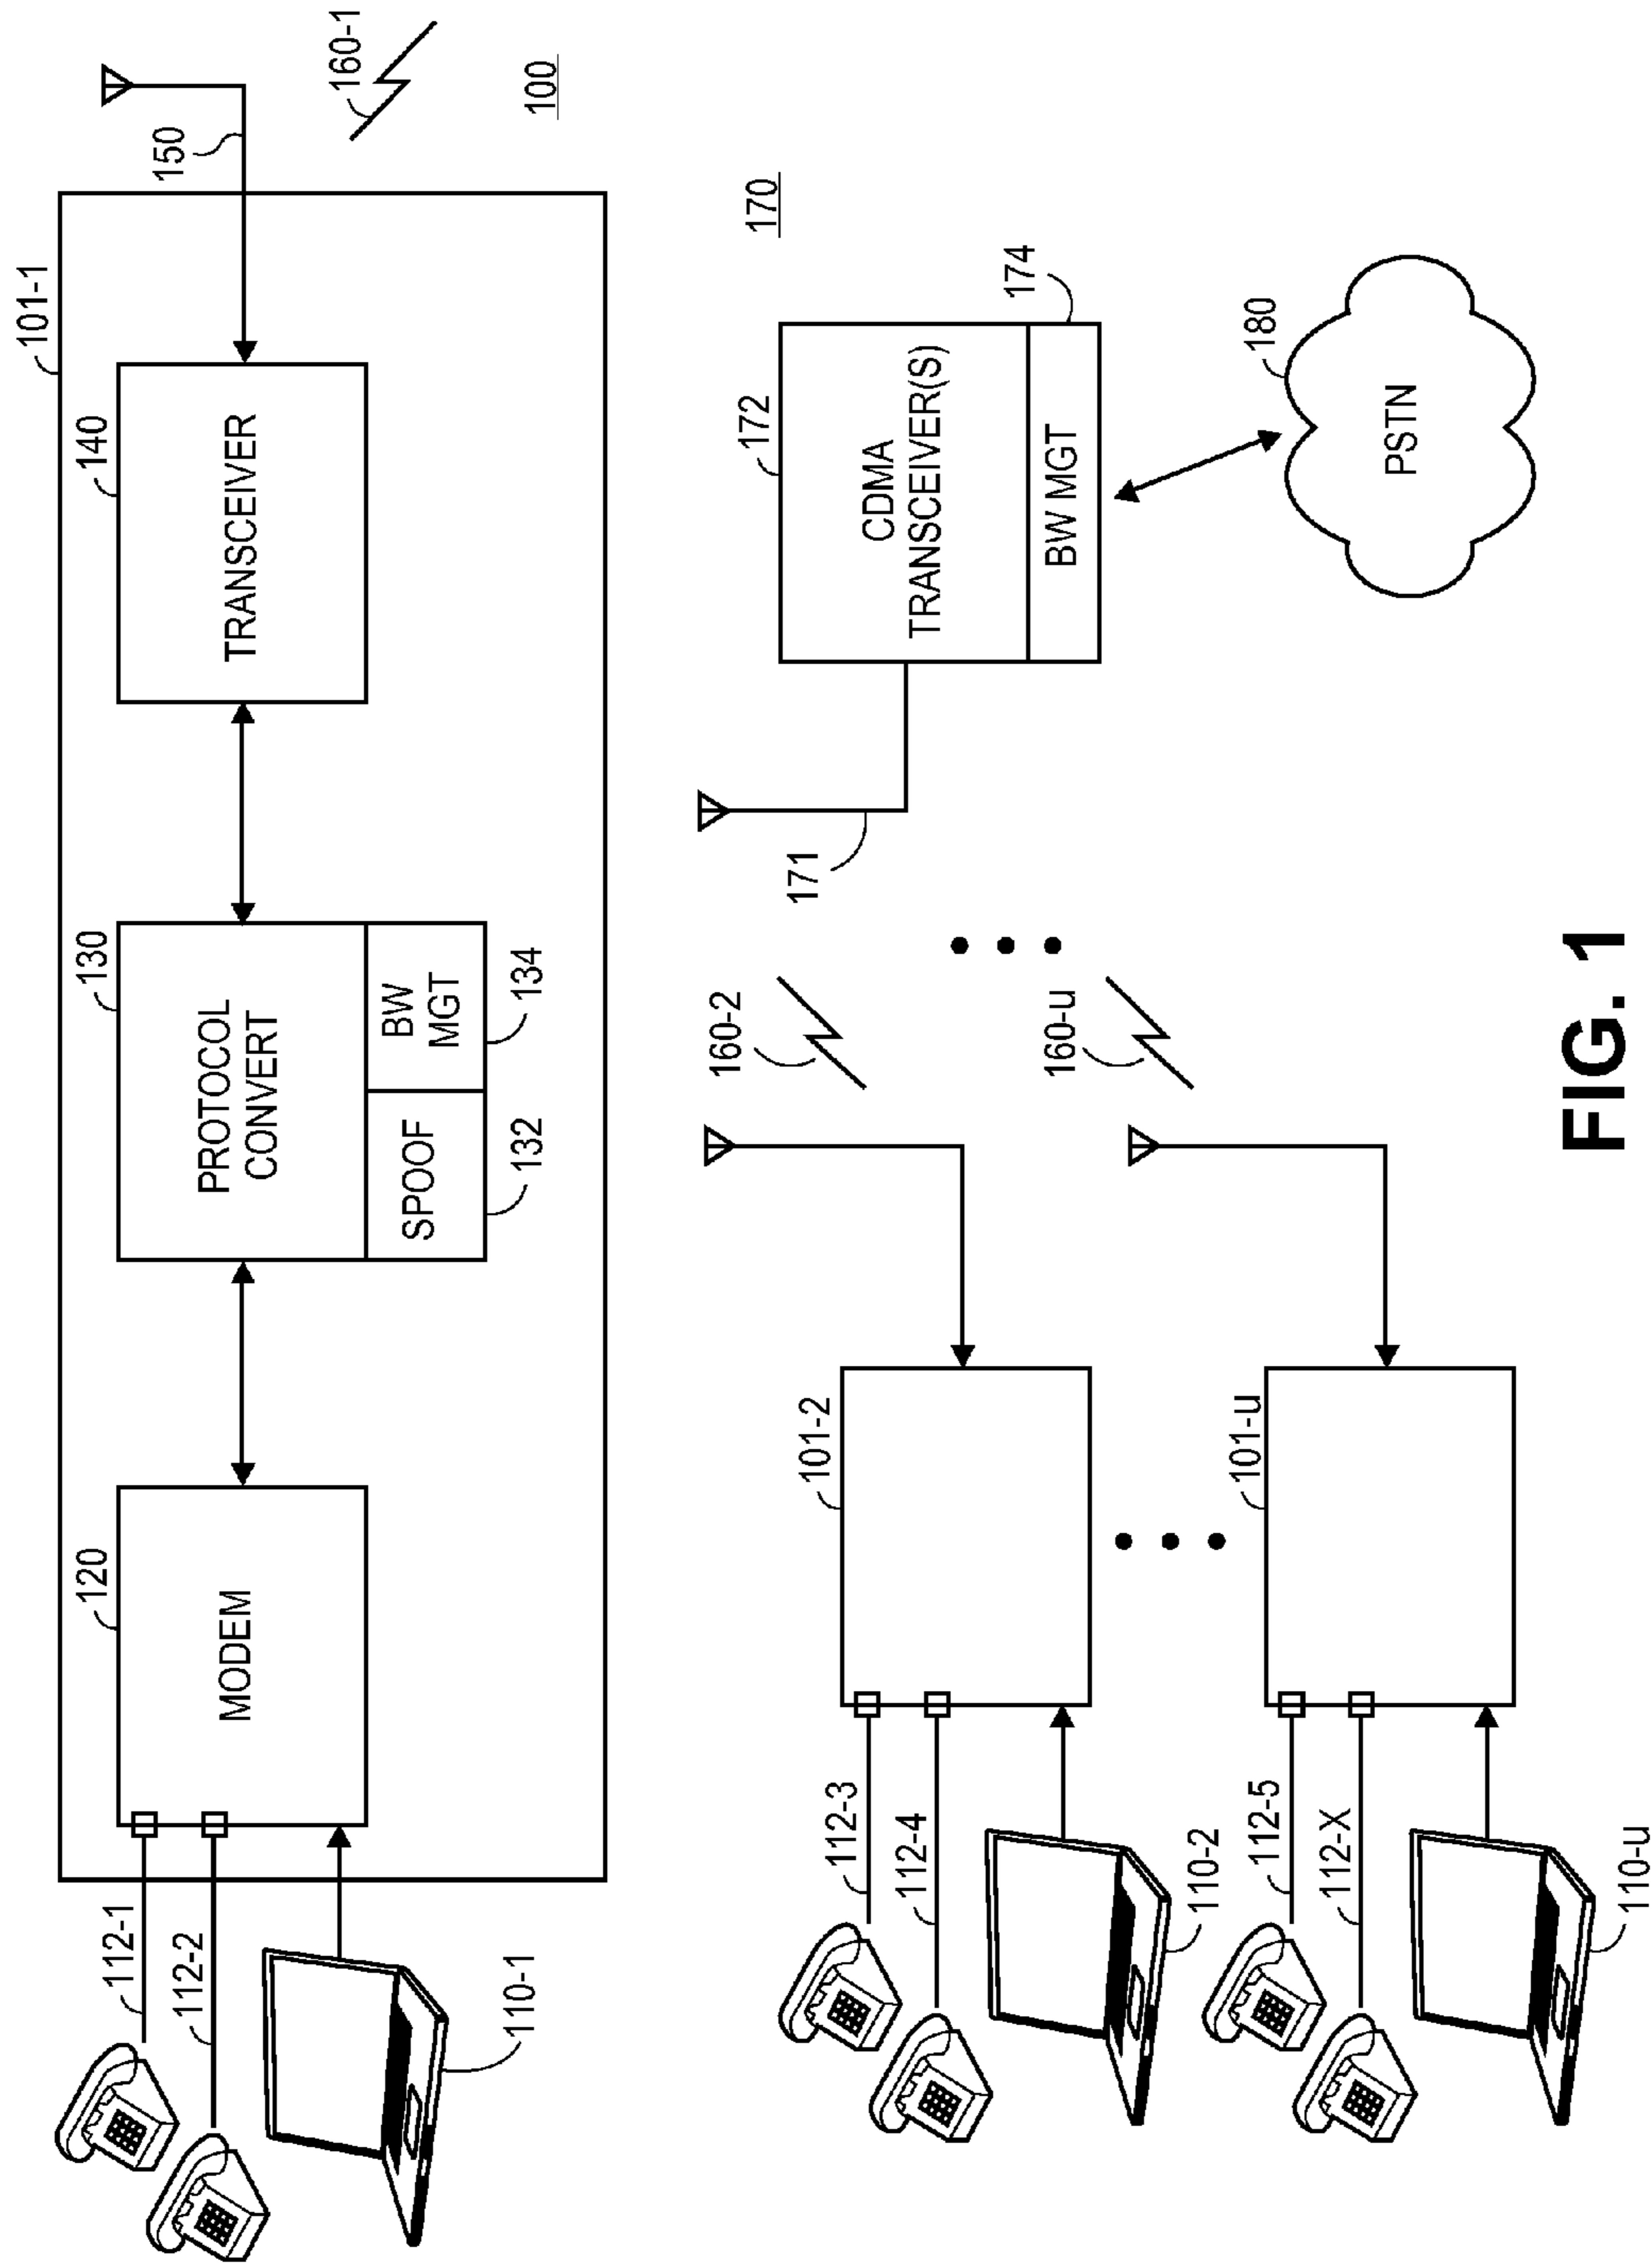 101-1
112-1
112-2
110-1
120
MODEM
130
PROTOCOL
CONVERT
SPOOF
BW
MGT
132
134
140
TRANSCEIVER
150
160-1
100
112-3
112-4
110-2
101-2
160-2
171
172
CDMA
TRANSCEIVER(S)
BW MGT
174
170
112-5
112-X
110-u
101-u
160-u
180
PSTN
FIG. 1